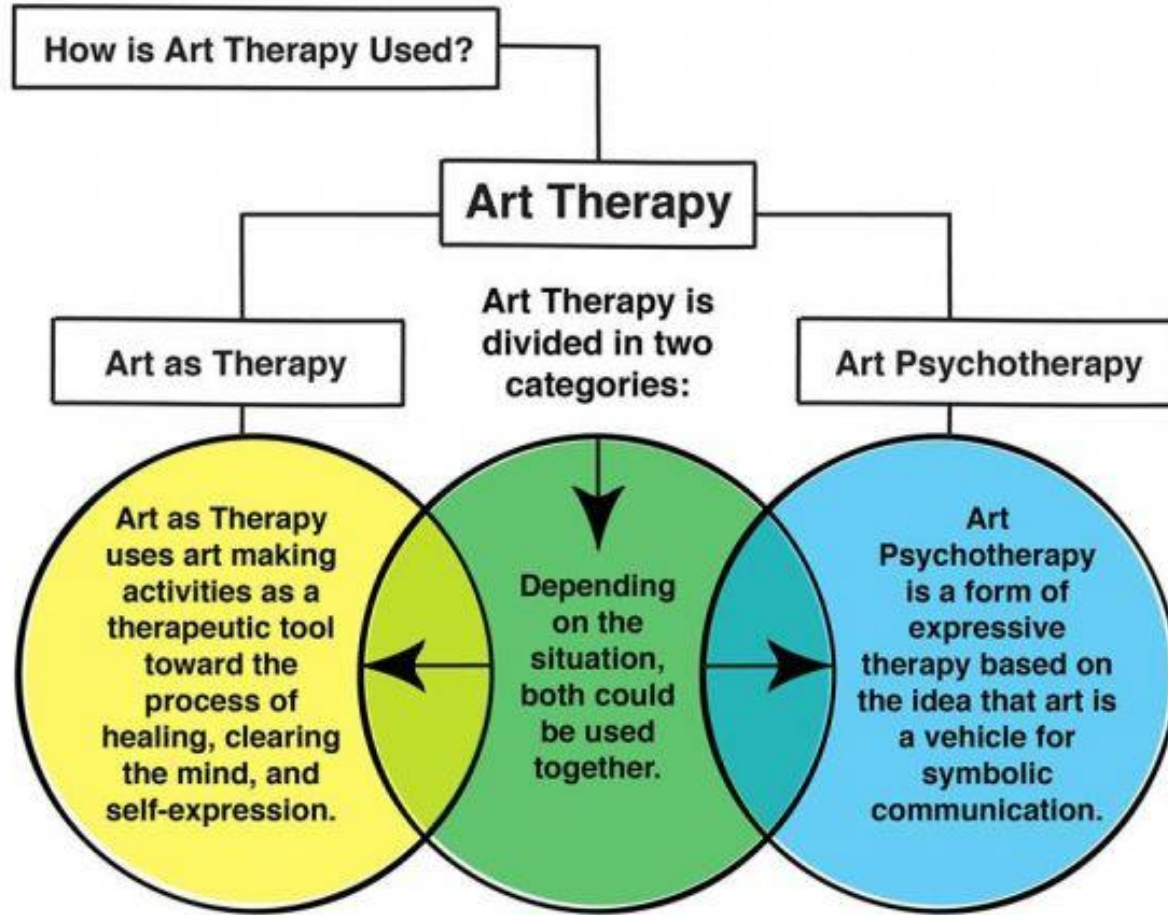 How is Art Therapy Used?
Art Therapy
Art Therapy is
divided in two
categories:
Art as Therapy
Art Psychotherapy
Art as Therapy
uses art making
activities as a
therapeutic tool
toward the
process of
healing, clearing
the mind, and
self-expression.
Depending
on the
situation,
both could
be used
together.
Art
Psychotherapy
is a form of
expressive
therapy based on
the idea that art is
a vehicle for
symbolic
communication.